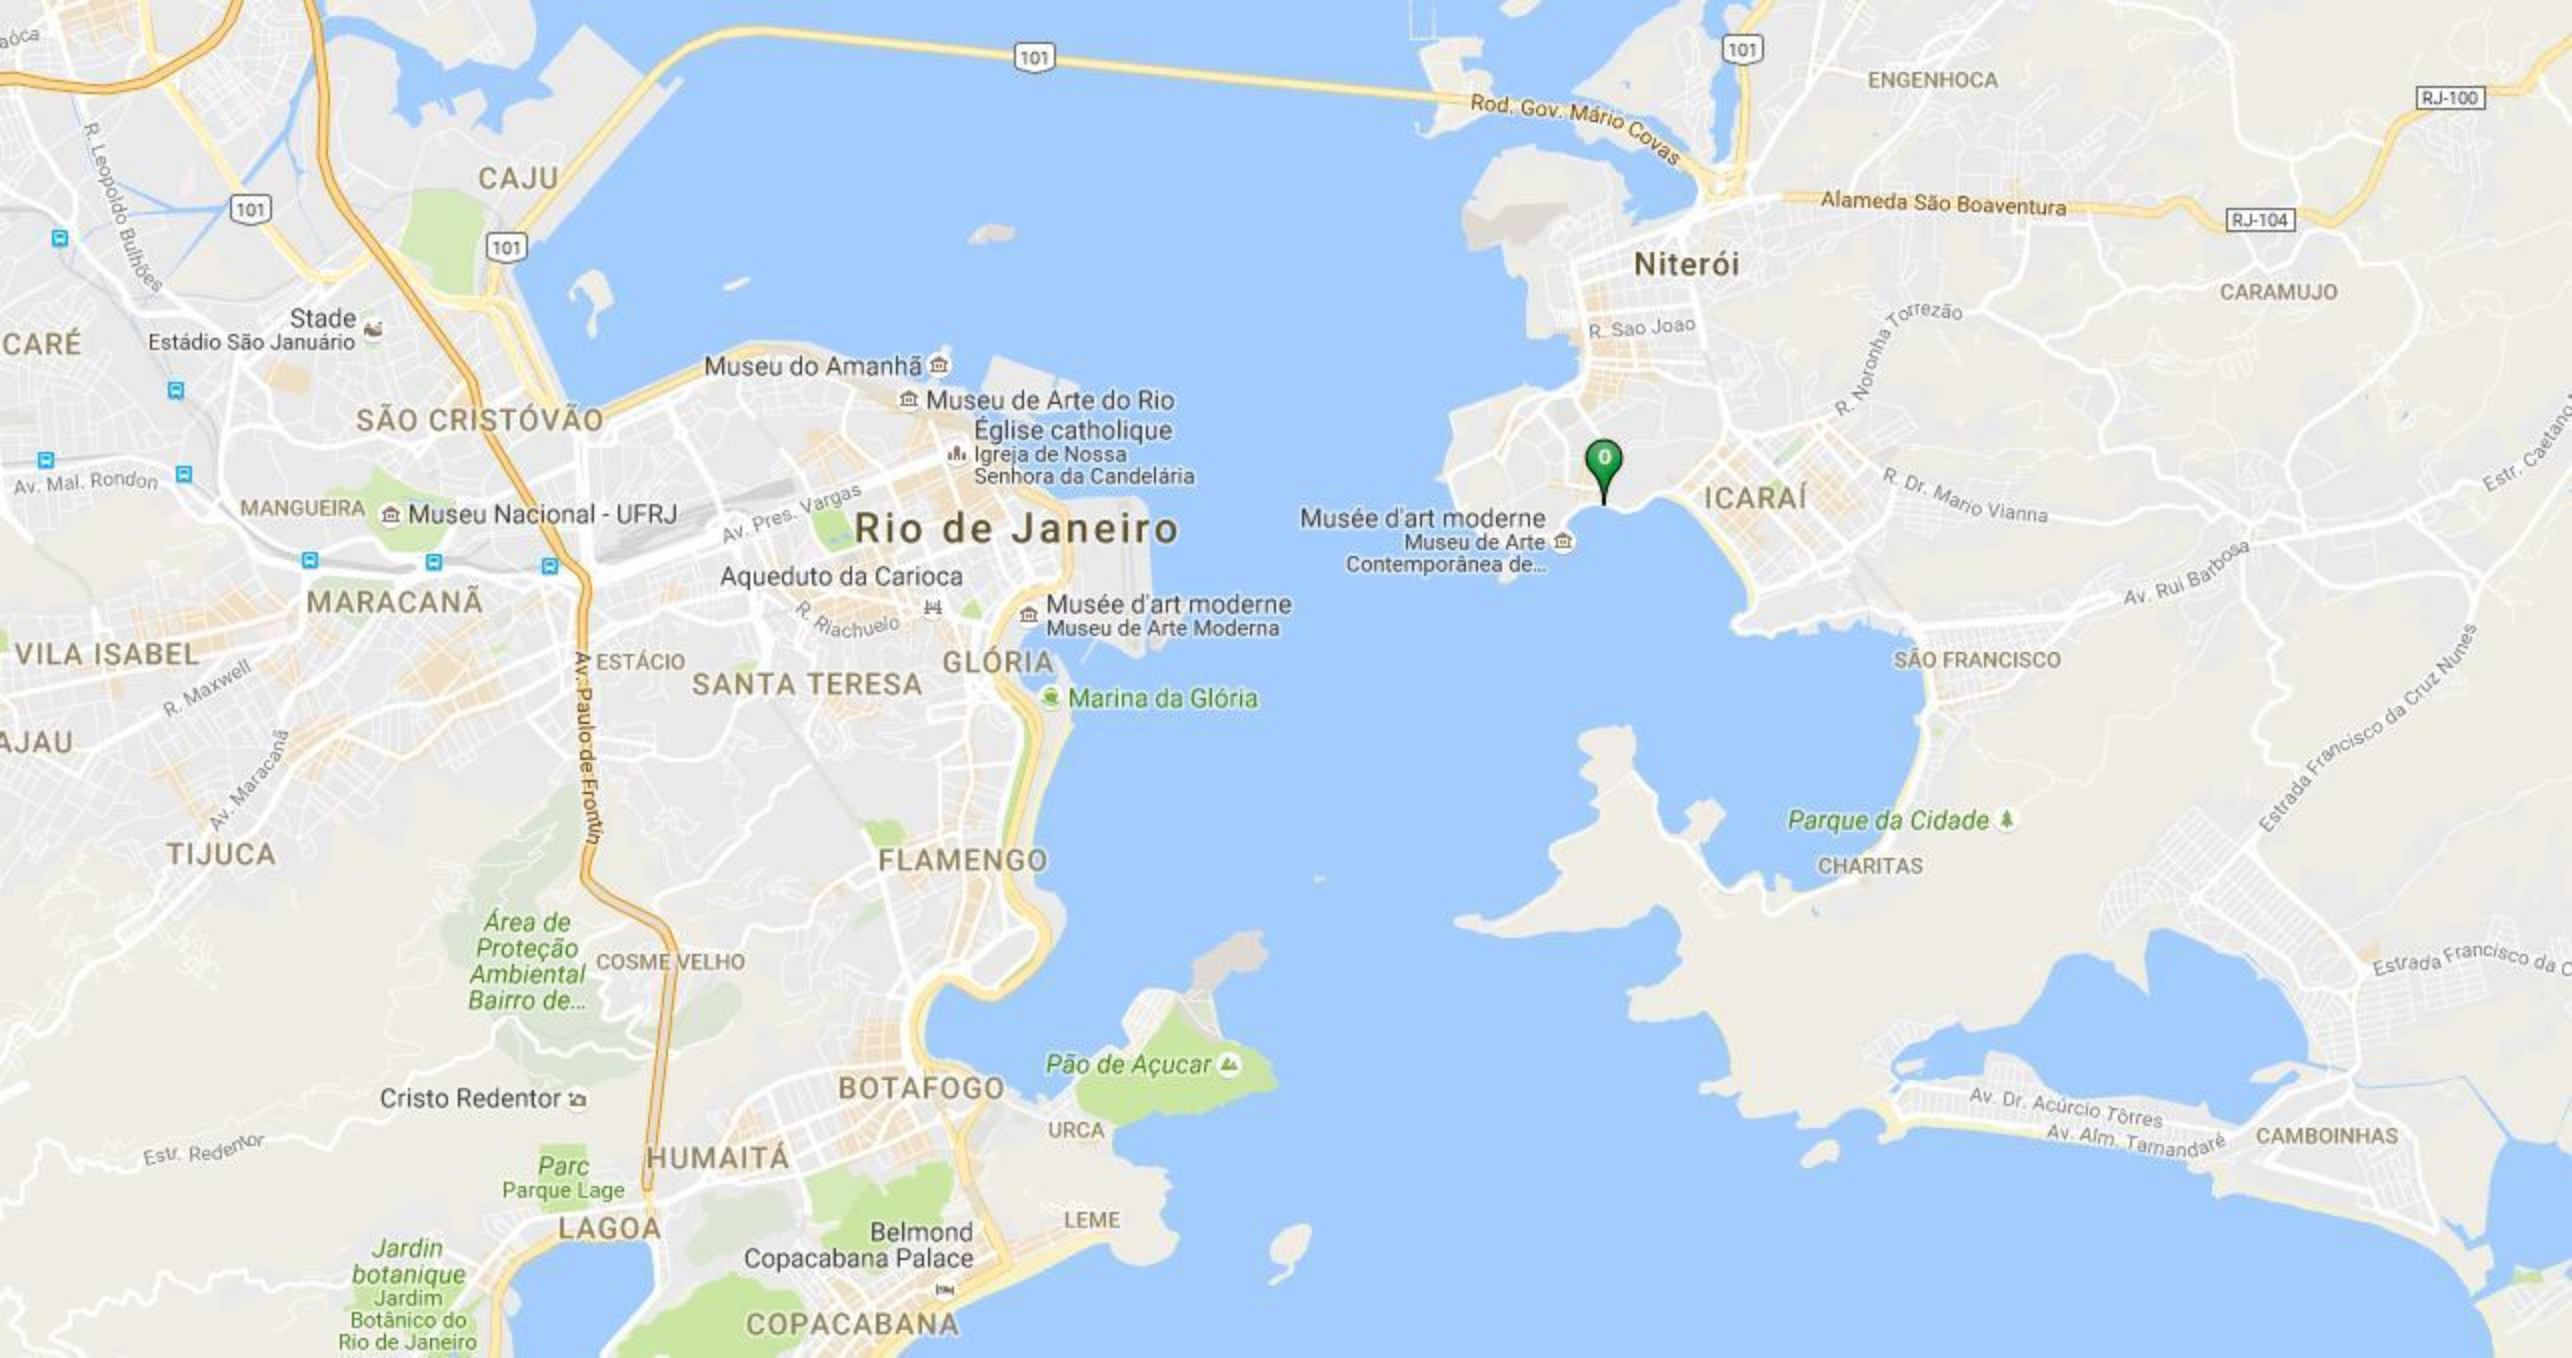 aóca
101
101
ENGENHOCA
RJ-100
Rod. Gov. Mário Covas
R. Leopoldo Bulhões
CAJU
101
101
Alameda São Boaventura
RJ-104
Niterói
CARAMUJO
Stade
Estádio São Januário
R. Sao Joao
R. Noronha Torrezão
CARÉ
Museu do Amanhã
Museu de Arte do Rio
SÃO CRISTÓVÃO
Église catholique
Igreja de Nossa
Senhora da Candelária
0
Av. Mal. Rondon
MANGUEIRA
Museu Nacional - UFRJ
Av. Pres. Vargas
Rio de Janeiro
ICARAÍ
R. Dr. Mario Vianna
Estr. Caetano
Musée d'art moderne
Museu de Arte
Contemporânea de...
Aqueduto da Carioca
R. Riachuelo
Musée d'art moderne
Museu de Arte Moderna
MARACANÃ
Av. Rui Barbosa
VILA ISABEL
R. Maxwell
ESTÁCIO
SANTA TERESA
GLÓRIA
SÃO FRANCISCO
Marina da Glória
AJAU
Av. Maracanã
Av. Paulo de Frontin
Estrada Francisco da Cruz Nunes
Parque da Cidade
CHARITAS
TIJUCA
FLAMENGO
Área de
Proteção
Ambiental
Bairro de...
COSME VELHO
Estrada Francisco da C
Pão de Açucar
BOTAFOGO
Cristo Redentor
Estr. Redentor
URCA
Av. Dr. Acúrcio Tôrres
Av. Alm. Tamandaré
CAMBOINHAS
HUMAITÁ
Parc
Parque Lage
LAGOA
LEME
Belmond
Copacabana Palace
Jardin
botanique
Jardim
Botânico do
Rio de Janeiro
COPACABANA